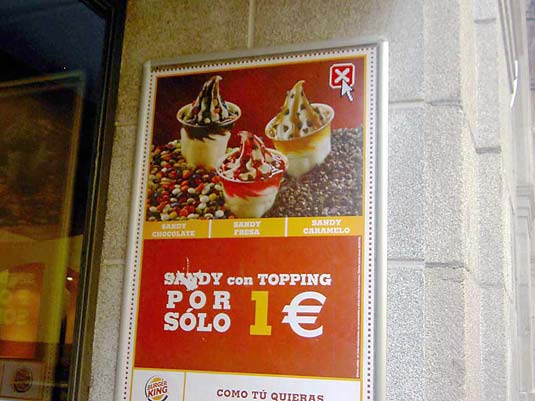 SANDY
CHOCOLATE
SANDY
FRESA
SANDY
CARAMELO
SANDY con TOPPING
POR
SÓLO 1 €
BURGER
KING
COMO TÚ QUIERAS